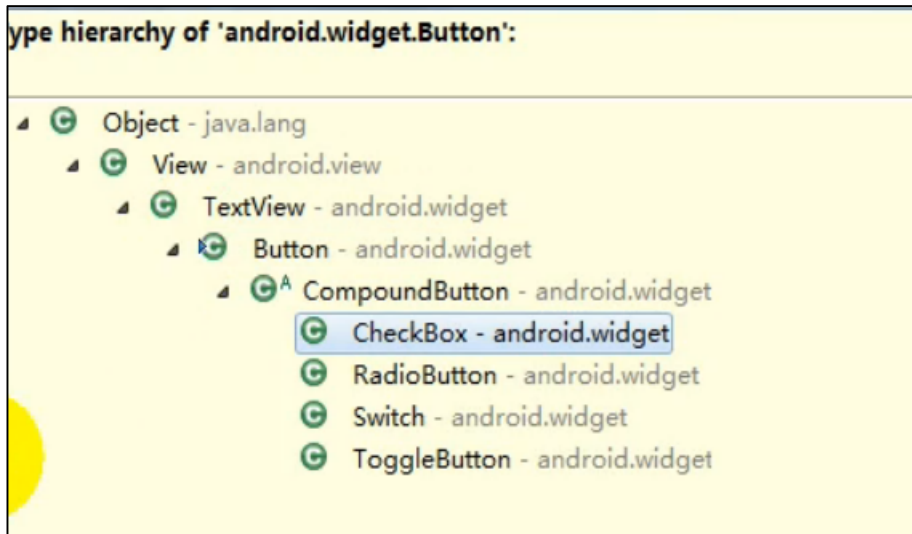 ype hierarchy of 'android.widget.Button':
Object - java.lang
View - android.view
TextView - android.widget
Button - android.widget
A CompoundButton - android.widget
CheckBox - android.widget
RadioButton - android.widget
Switch - android.widget
ToggleButton - android.widget